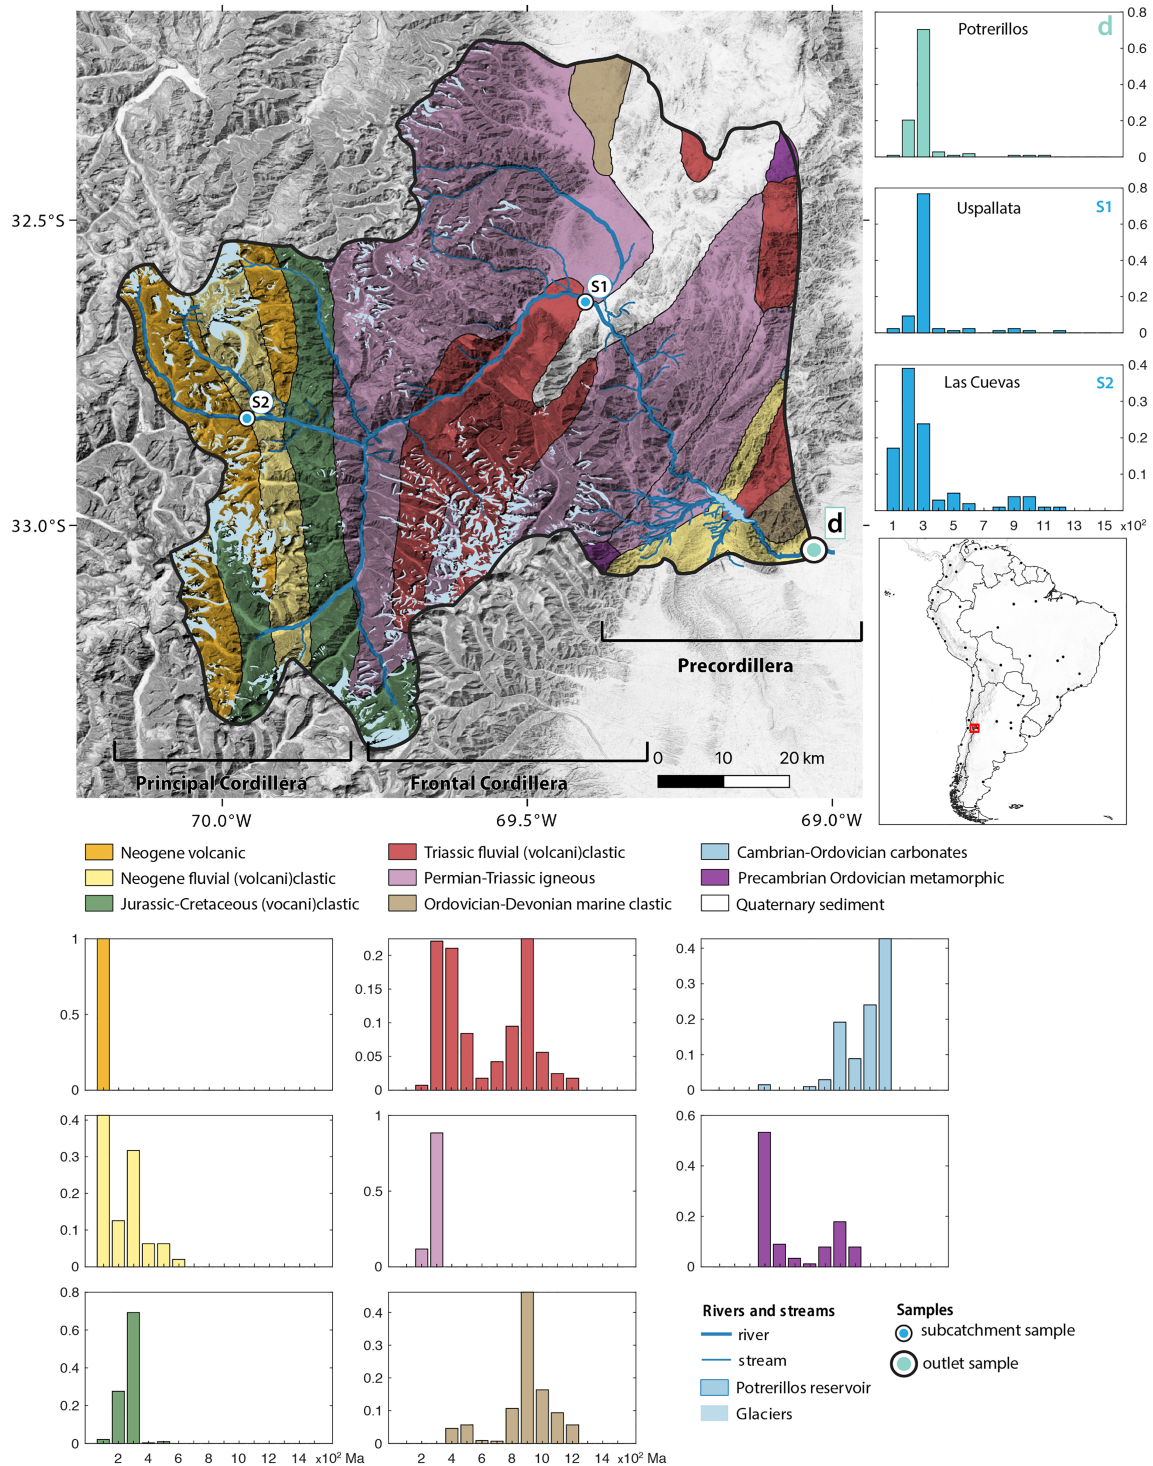 32.5°S
33.0°S
70.0°W
69.5°W
69.0°W
S1
S2
d
Precordillera
Principal Cordillera
Frontal Cordillera
0 10 20 km
Potrerillos
d
0.8
0.6
0.4
0.2
0
Uspallata
S1
0.8
0.6
0.4
0.2
0
Las Cuevas
S2
0.4
0.3
0.2
0.1
1 3 5 7 9 11 13 15 x10²
Neogene volcanic
Neogene fluvial (volcani)clastic
Jurassic-Cretaceous (vocani)clastic
Triassic fluvial (volcani)clastic
Permian-Triassic igneous
Ordovician-Devonian marine clastic
Cambrian-Ordovician carbonates
Precambrian Ordovician metamorphic
Quaternary sediment
1
0.5
0
0.2
0.15
0.1
0.05
0
0.4
0.3
0.2
0.1
0
0.4
0.3
0.2
0.1
0
1
0.5
0
0.6
0.4
0.2
0
0.8
0.6
0.4
0.2
0
2 4 6 8 10 12 14 x10² Ma
0.4
0.3
0.2
0.1
0
2 4 6 8 10 12 14 x10² Ma
Rivers and streams
river
stream
Potrerillos reservoir
Glaciers
Samples
subcatchment sample
outlet sample